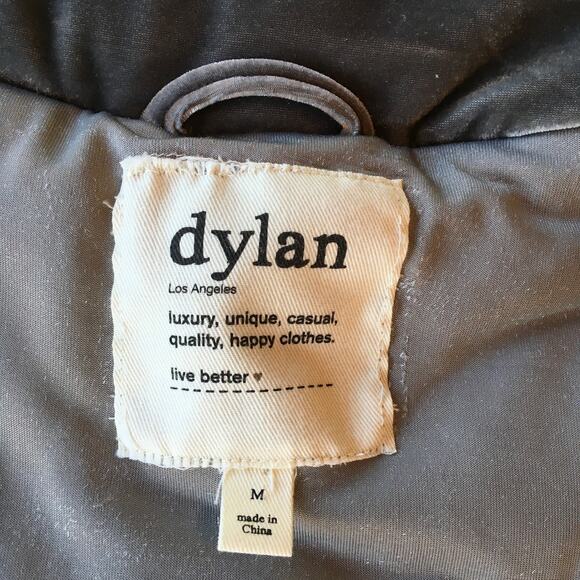 dylan
Los Angeles
luxury, unique, casual,
quality, happy clothes.
live better ♥
M
made in
China